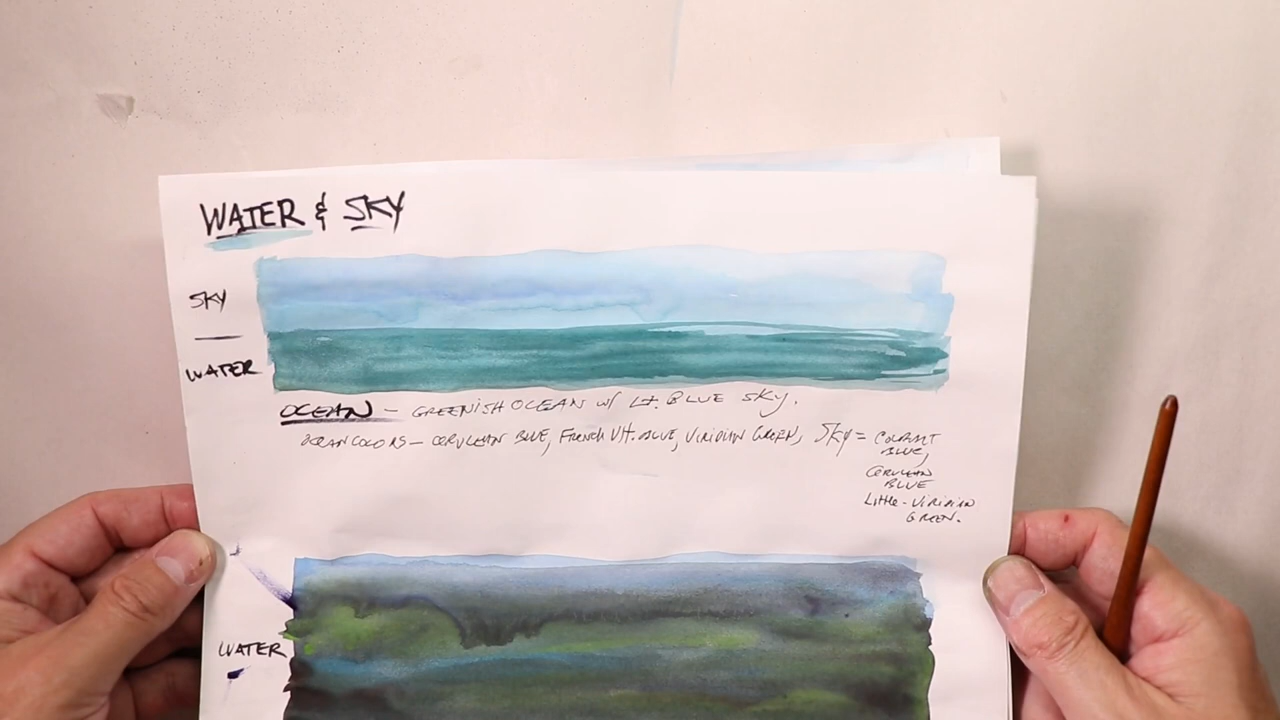 WATER & SKY
SKY
WATER
OCEAN - GREENISH OCEAN W/ LT. BLUE SKY.
OCEAN COLORS - CERULEAN BLUE, FRENCH ULT. BLUE, VIRIDIAN GREEN, SKY = COBALT
BLUE,
CERULEAN
BLUE
LITTLE - VIRIDIAN
GREEN.
WATER